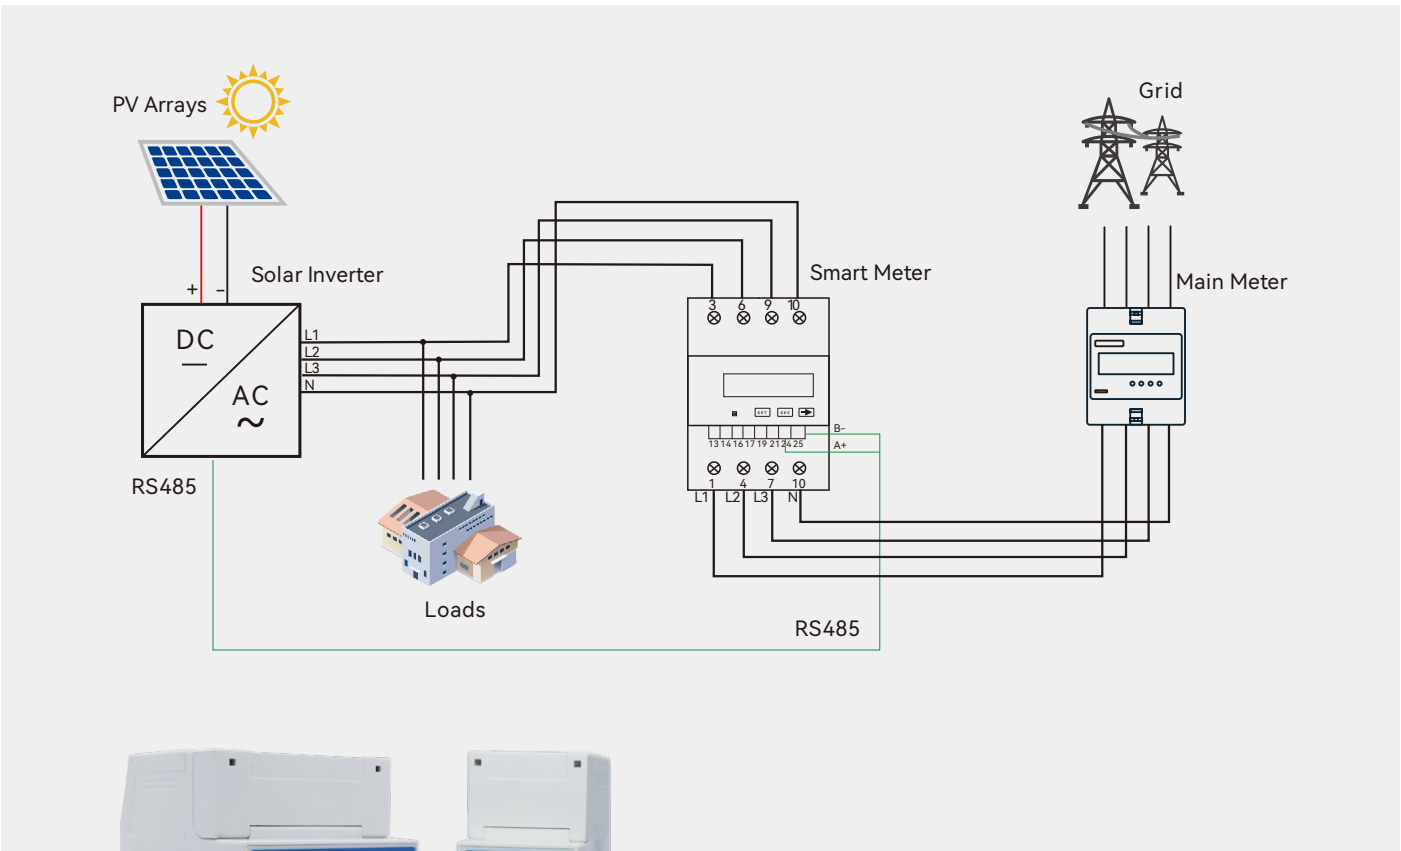 PV Arrays
Grid
Solar Inverter
Smart Meter
Main Meter
+ −
DC
AC
L1
L2
L3
N
3 6 9 10
SET
B-
A+
13 14 16 17 19 21 24 25
1 4 7 10
L1 L2 L3 N
RS485
Loads
RS485